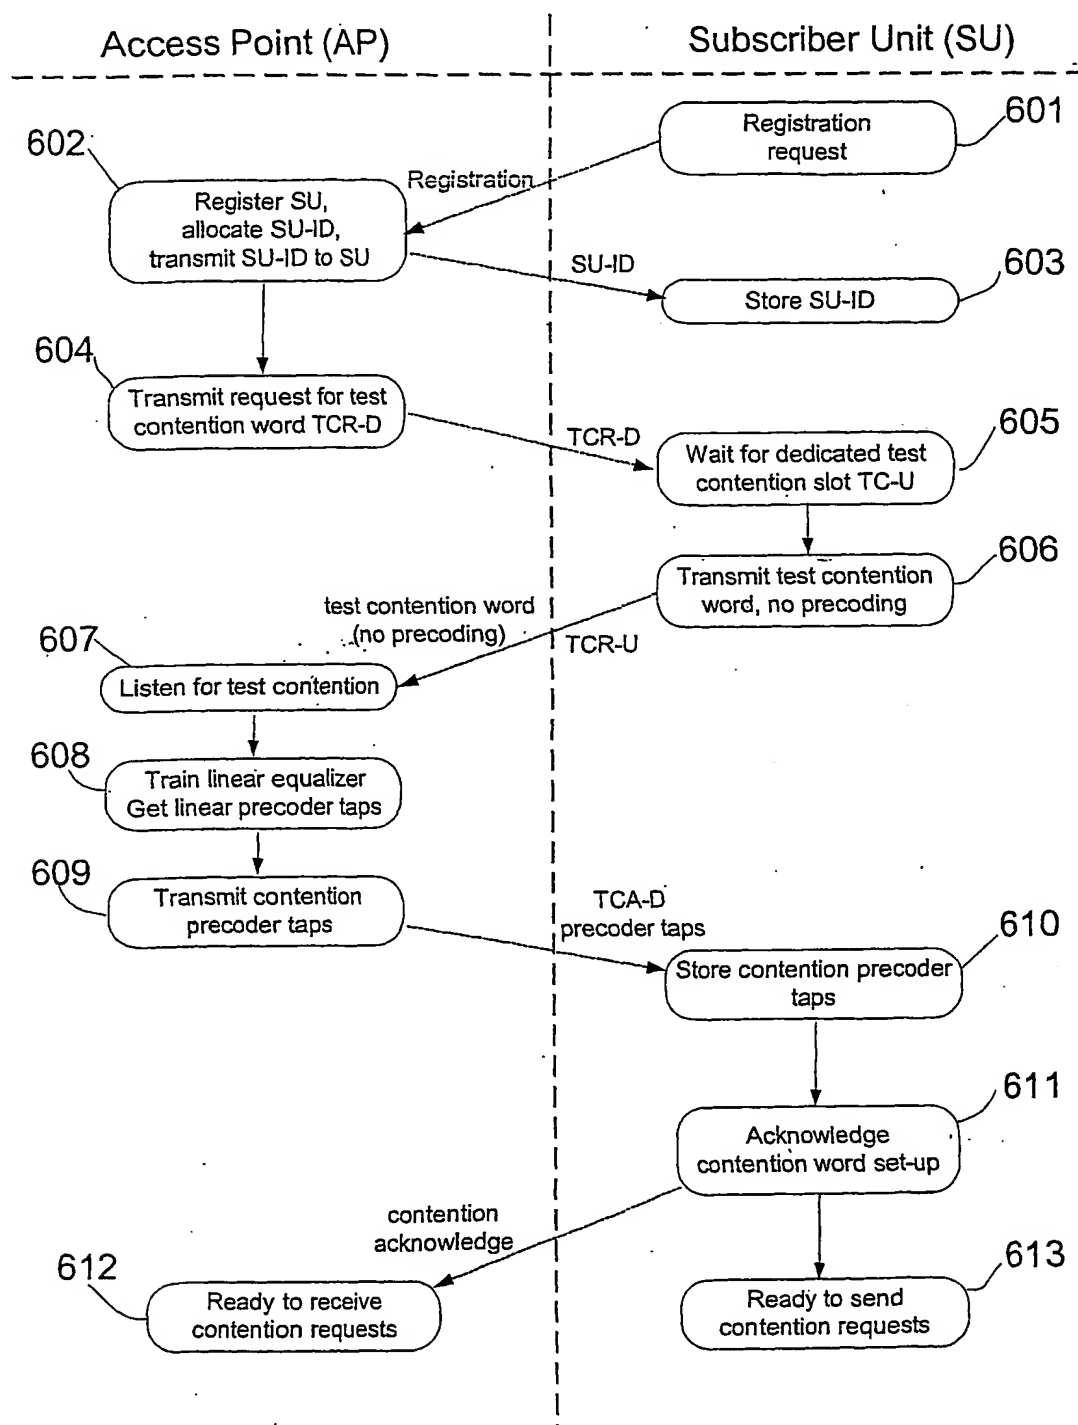 Access Point (AP)
Subscriber Unit (SU)
601
Registration
request
602
Registration
Register SU,
allocate SU-ID,
transmit SU-ID to SU
SU-ID
603
Store SU-ID
604
Transmit request for test
contention word TCR-D
TCR-D
605
Wait for dedicated test
contention slot TC-U
606
Transmit test contention
word, no precoding
test contention word
(no precoding)
TCR-U
607
Listen for test contention
608
Train linear equalizer
Get linear precoder taps
609
Transmit contention
precoder taps
TCA-D
precoder taps
610
Store contention precoder
taps
611
Acknowledge
contention word set-up
contention
acknowledge
612
Ready to receive
contention requests
613
Ready to send
contention requests